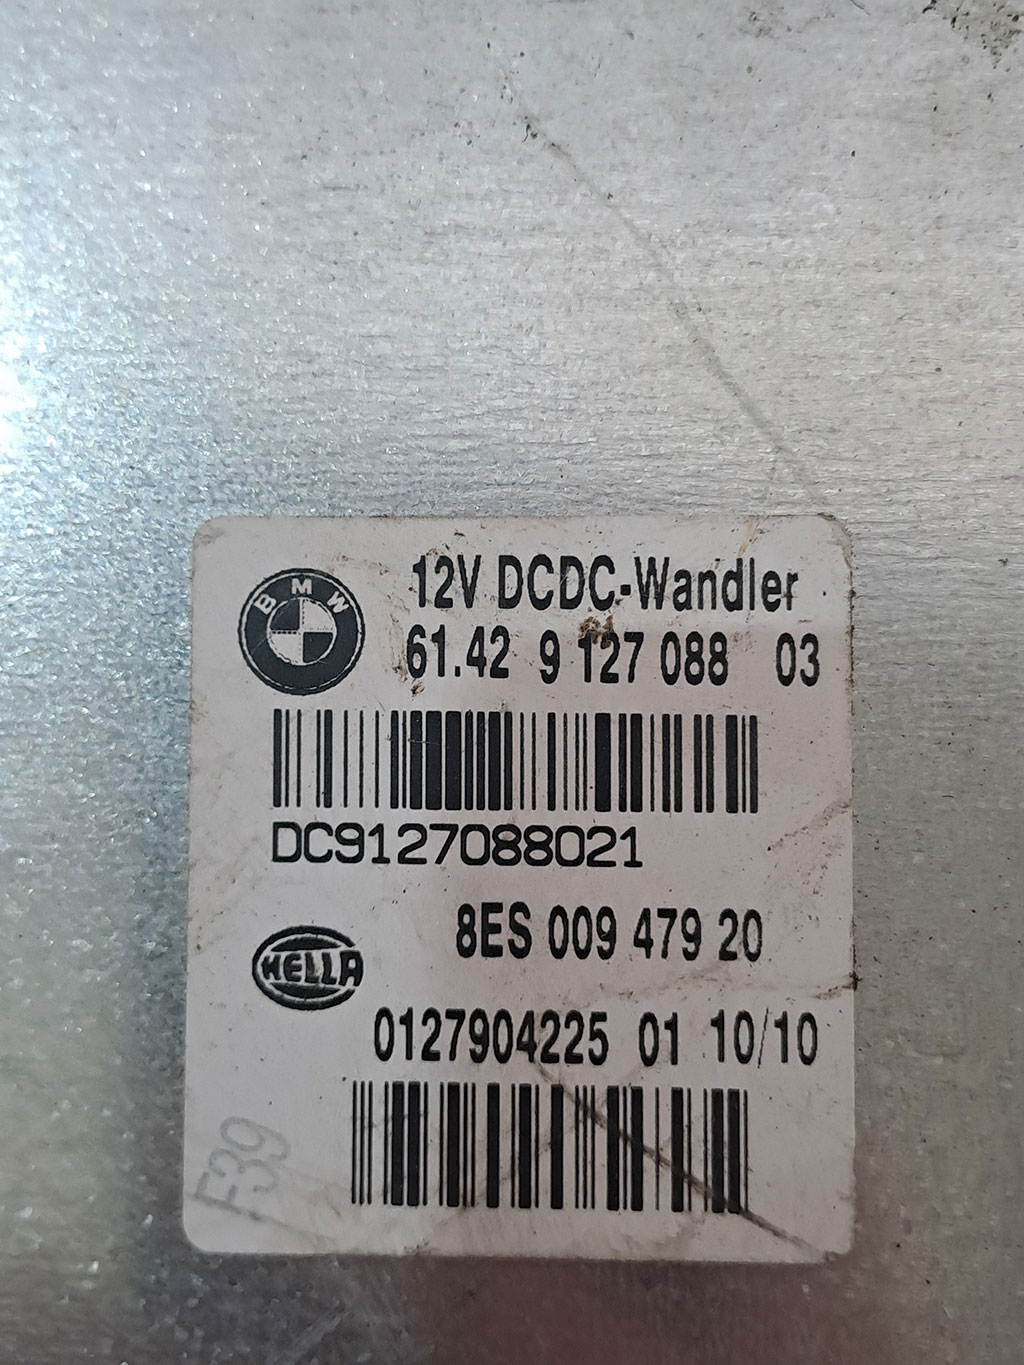 BMW
12V DCDC-Wandler
61.42 9 127 088 03
DC9127088021
8ES 009 479 20
HELLA
0127904225 01 10/10
F39